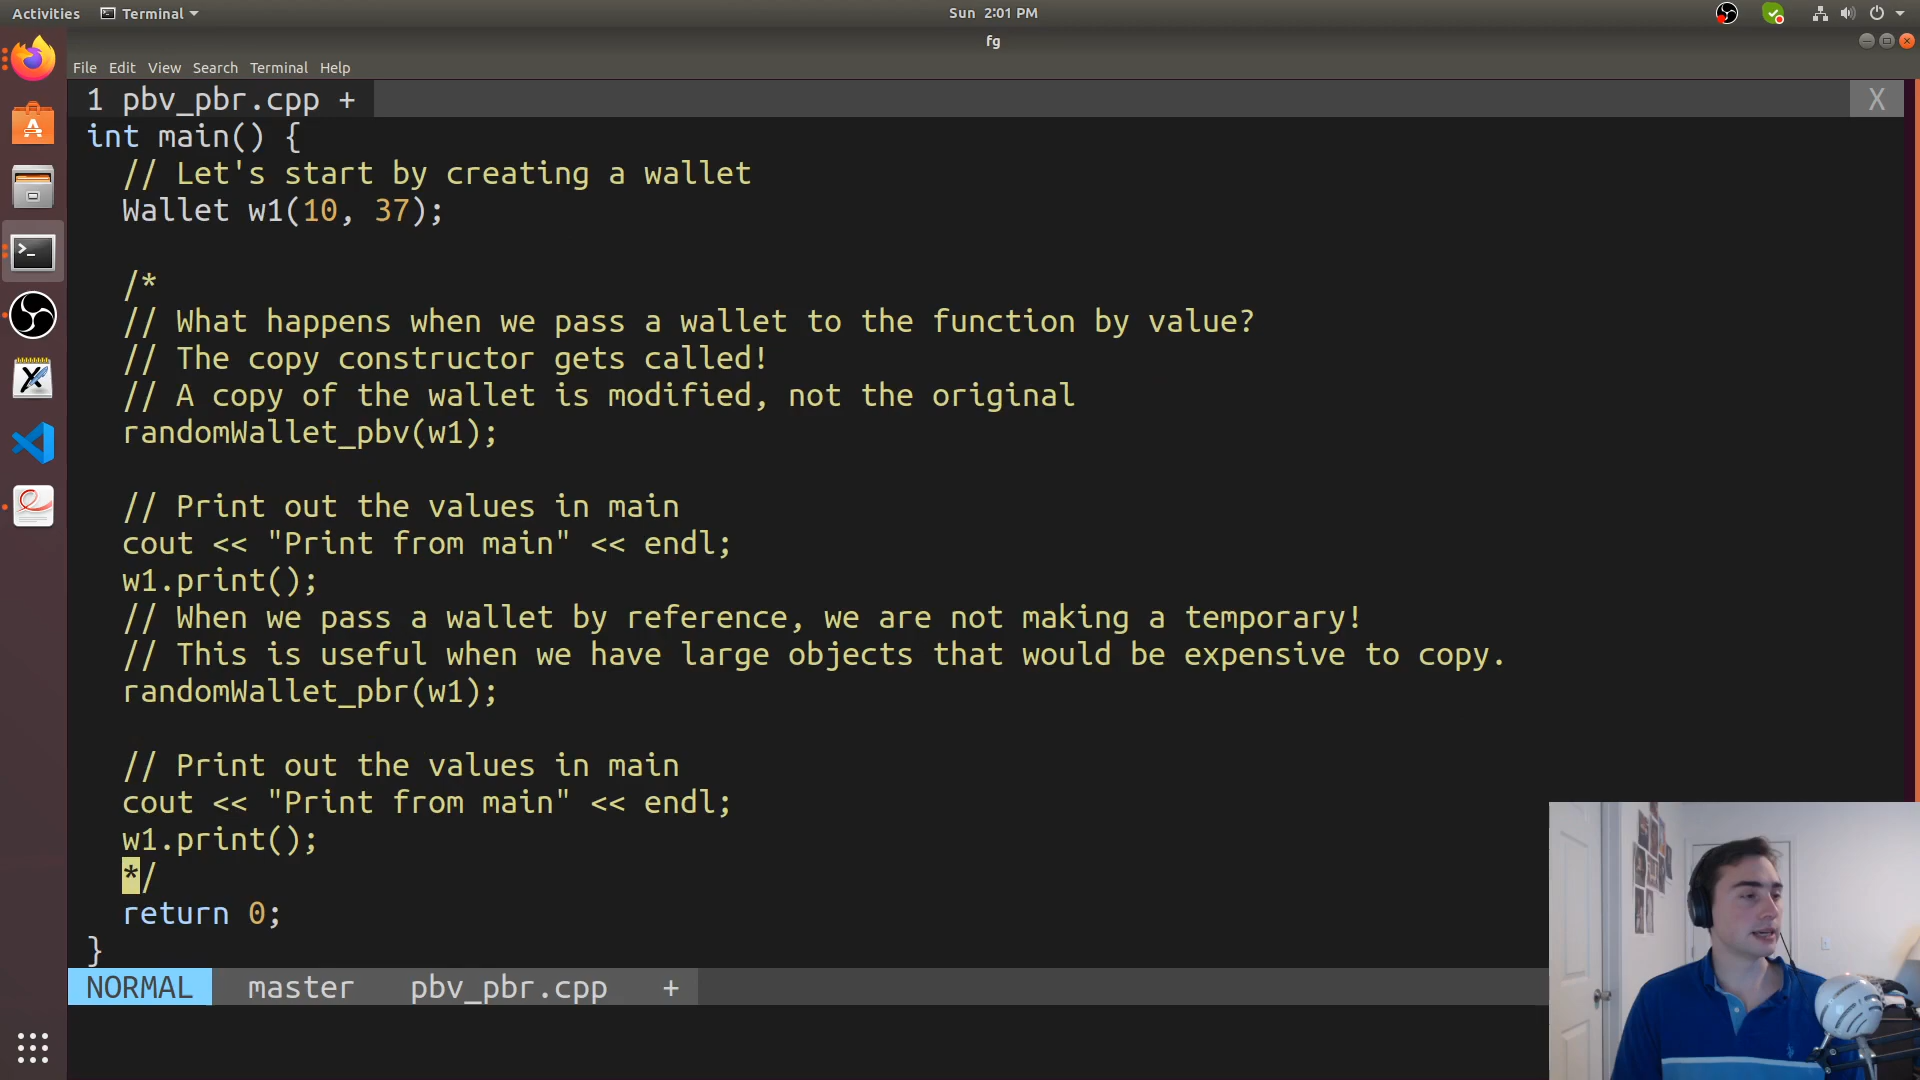 Activities Terminal Sun 2:01 PM
fg
File Edit View Search Terminal Help
1 pbv_pbr.cpp + X
int main() {
// Let's start by creating a wallet
Wallet w1(10, 37);
/*
// What happens when we pass a wallet to the function by value?
// The copy constructor gets called!
// A copy of the wallet is modified, not the original
randomWallet_pbv(w1);
// Print out the values in main
cout << "Print from main" << endl;
w1.print();
// When we pass a wallet by reference, we are not making a temporary!
// This is useful when we have large objects that would be expensive to copy.
randomWallet_pbr(w1);
// Print out the values in main
cout << "Print from main" << endl;
w1.print();
*/
return 0;
}
NORMAL master pbv_pbr.cpp +